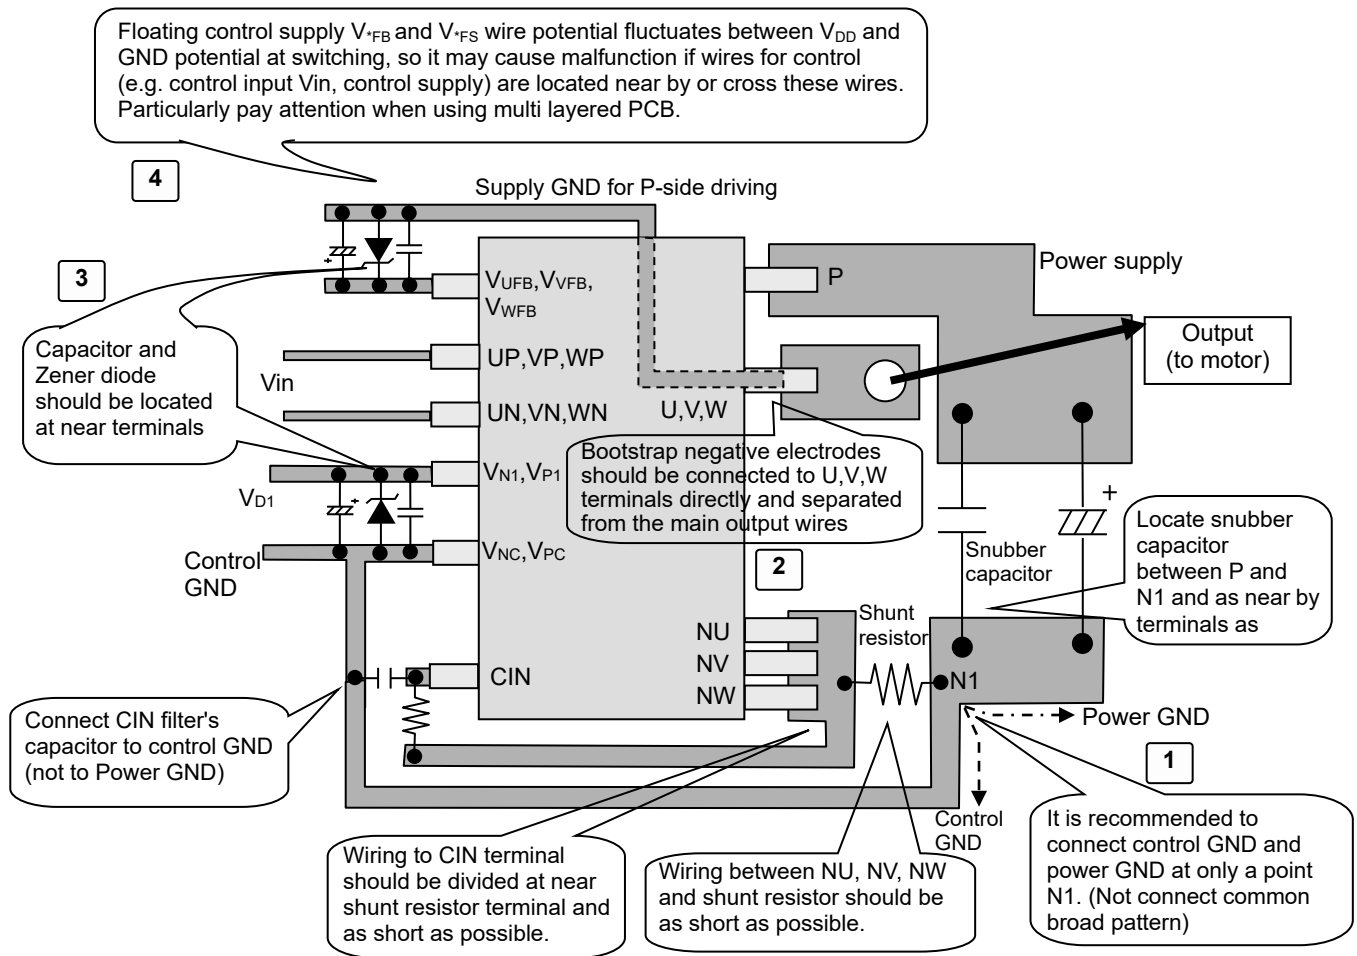 Floating control supply V*FB and V*FS wire potential fluctuates between VDD and
GND potential at switching, so it may cause malfunction if wires for control
(e.g. control input Vin, control supply) are located near by or cross these wires.
Particularly pay attention when using multi layered PCB.
4
Supply GND for P-side driving
3
+
VUFB,VVFB,
VWFB
P
Power supply
Output
(to motor)
Capacitor and
Zener diode
should be located
at near terminals
Vin
UP,VP,WP
UN,VN,WN
U,V,W
Bootstrap negative electrodes
should be connected to U,V,W
terminals directly and separated
from the main output wires
VD1
VN1,VP1
+
+
Control
GND
VNC,VPC
2
Snubber
capacitor
Locate snubber
capacitor
between P and
N1 and as near by
terminals as
NU
NV
NW
CIN
Shunt
resistor
N1
Power GND
1
Control
GND
Connect CIN filter's
capacitor to control GND
(not to Power GND)
Wiring to CIN terminal
should be divided at near
shunt resistor terminal and
as short as possible.
Wiring between NU, NV, NW
and shunt resistor should be
as short as possible.
It is recommended to
connect control GND and
power GND at only a point
N1. (Not connect common
broad pattern)